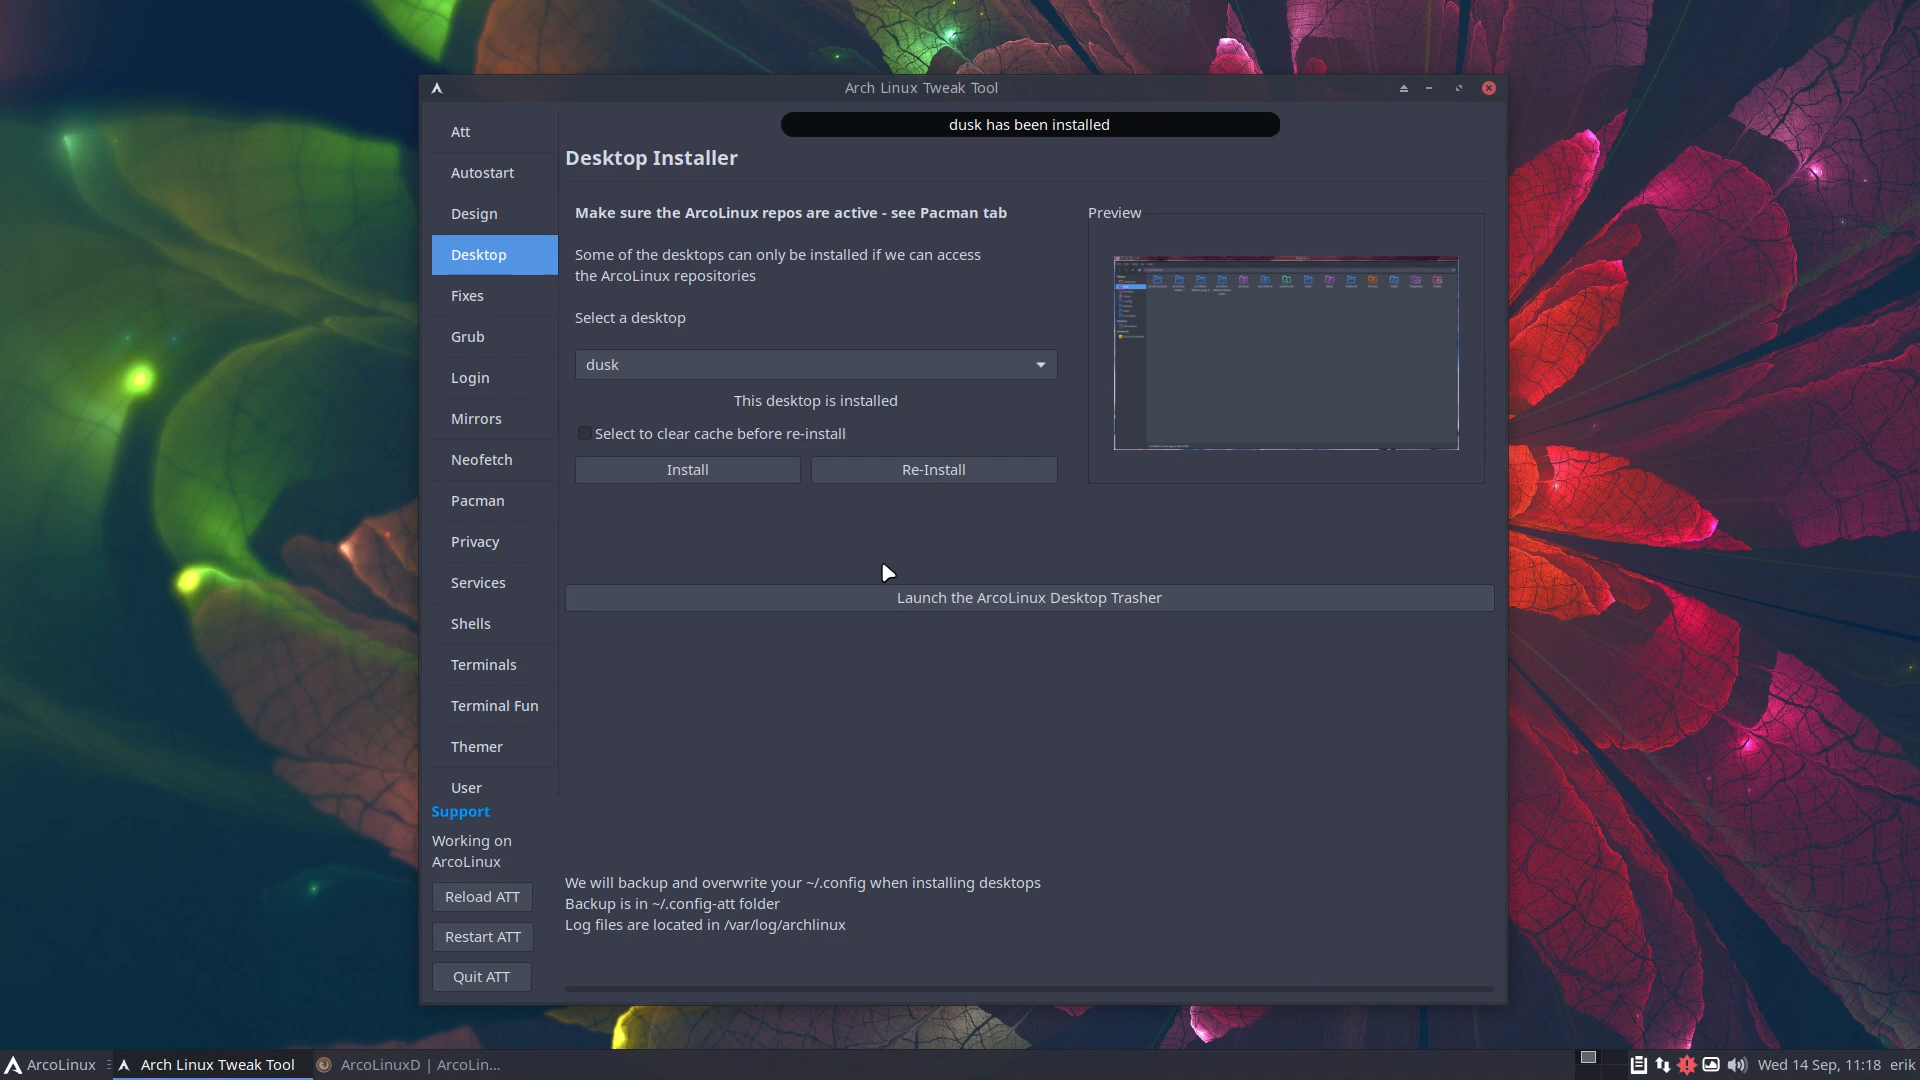 Arch Linux Tweak Tool
dusk has been installed
Att
Autostart
Design
Desktop
Fixes
Grub
Login
Mirrors
Neofetch
Pacman
Privacy
Services
Shells
Terminals
Terminal Fun
Themer
User
Support
Working on
ArcoLinux
Reload ATT
Restart ATT
Quit ATT
Desktop Installer
Make sure the ArcoLinux repos are active - see Pacman tab
Some of the desktops can only be installed if we can access
the ArcoLinux repositories
Select a desktop
dusk
This desktop is installed
Select to clear cache before re-install
Install
Re-Install
Preview
Launch the ArcoLinux Desktop Trasher
We will backup and overwrite your ~/.config when installing desktops
Backup is in ~/.config-att folder
Log files are located in /var/log/archlinux
ArcoLinux
Arch Linux Tweak Tool
ArcoLinuxD | ArcoLin...
Wed 14 Sep, 11:18
erik